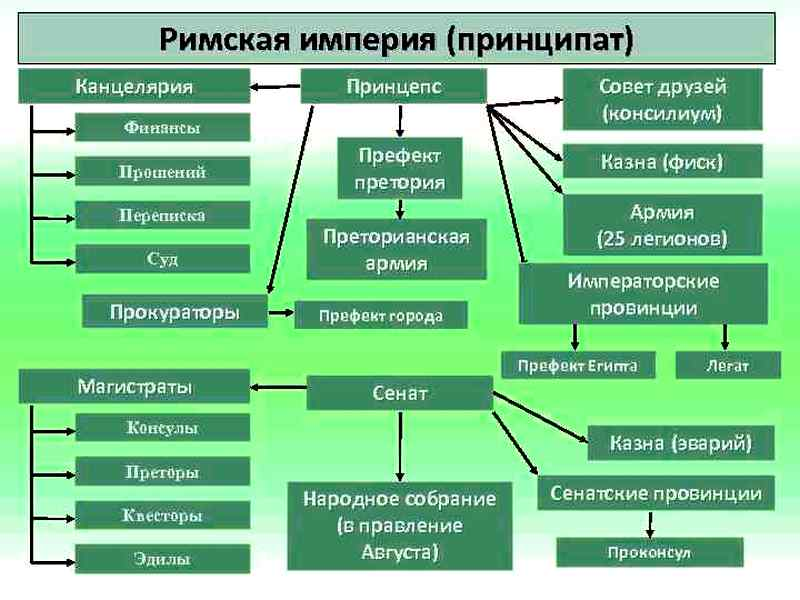 Римская империя (принципат)
Канцелярия
Принцепс
Совет друзей
(консилиум)
Финансы
Прошений
Переписка
Суд
Префект
претория
Казна (фиск)
Преторианская
армия
Армия
(25 легионов)
Прокураторы
Префект города
Императорские
провинции
Префект Египта
Легат
Магистраты
Сенат
Консулы
Преторы
Квесторы
Эдилы
Казна (эварий)
Народное собрание
(в правление
Августа)
Сенатские провинции
Проконсул